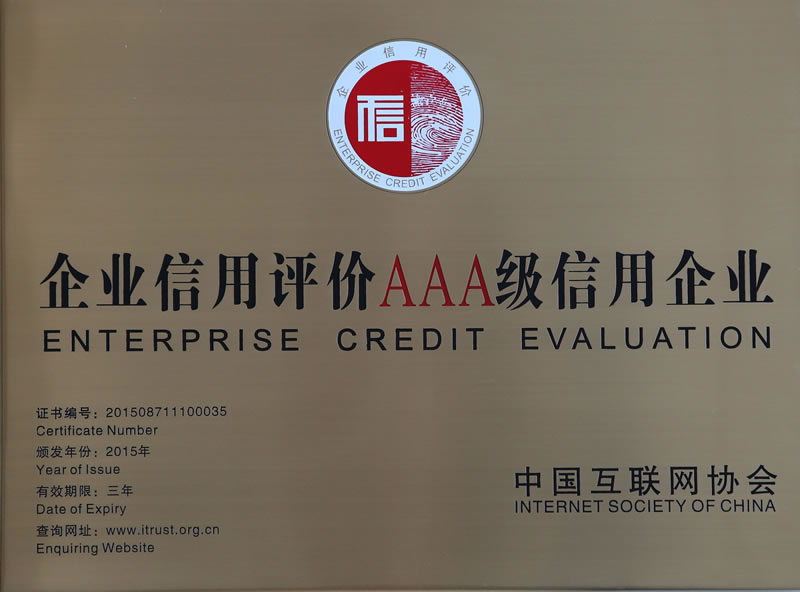 企业信用评价
信
ENTERPRISE CREDIT EVALUATION
企业信用评价AAA级信用企业
ENTERPRISE CREDIT EVALUATION
证书编号：201508711100035
Certificate Number
颁发年份：2015年
Year of Issue
有效期限：三年
Date of Expiry
查询网址：www.itrust.org.cn
Enquiring Website
中国互联网协会
INTERNET SOCIETY OF CHINA